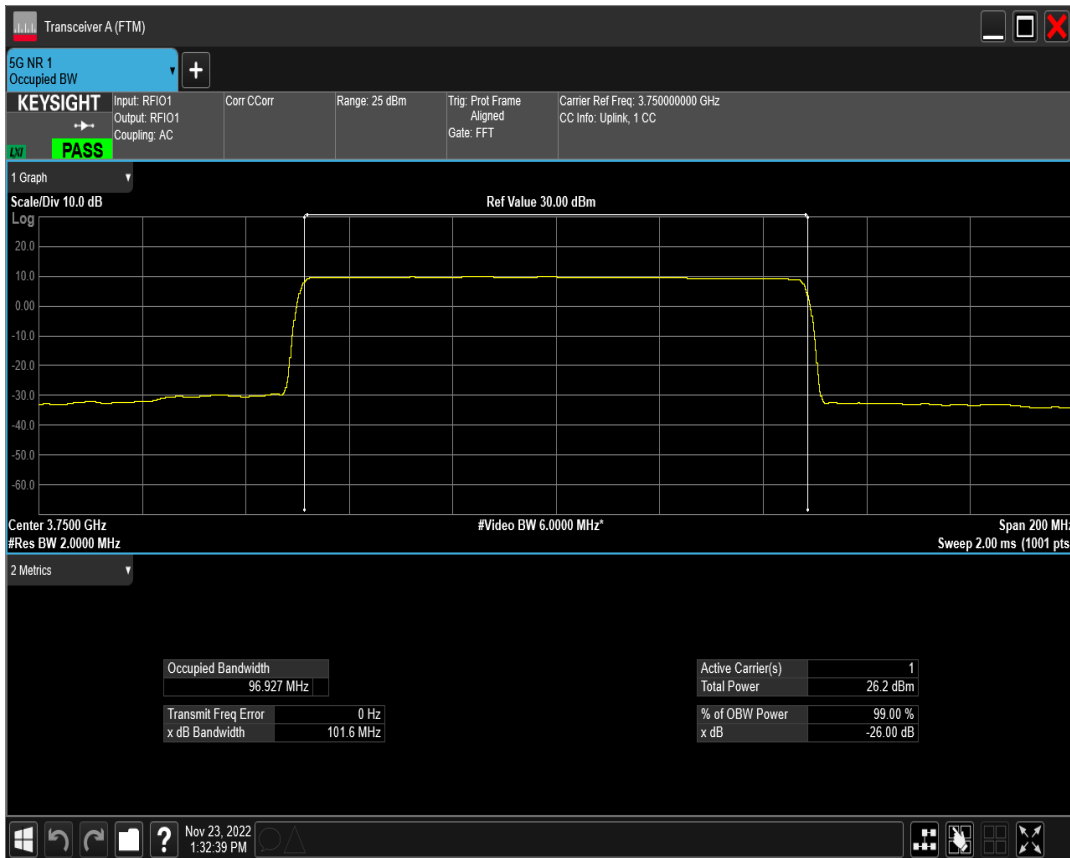 Transceiver A (FTM)
5G NR 1
Occupied BW
+
KEYSIGHT
LXI
PASS
Input: RFIO1
Output: RFIO1
Coupling: AC
Corr CCorr
Range: 25 dBm
Trig: Prot Frame
Aligned
Gate: FFT
Carrier Ref Freq: 3.750000000 GHz
CC Info: Uplink, 1 CC
1 Graph
Scale/Div 10.0 dB
Ref Value 30.00 dBm
Log
20.0
10.0
0.00
-10.0
-20.0
-30.0
-40.0
-50.0
-60.0
Center 3.7500 GHz
#Video BW 6.0000 MHz*
Span 200 MHz
#Res BW 2.0000 MHz
Sweep 2.00 ms (1001 pts
2 Metrics
Occupied Bandwidth
96.927 MHz
Transmit Freq Error 0 Hz
x dB Bandwidth 101.6 MHz
Active Carrier(s) 1
Total Power 26.2 dBm
% of OBW Power 99.00 %
x dB -26.00 dB
?
Nov 23, 2022
1:32:39 PM